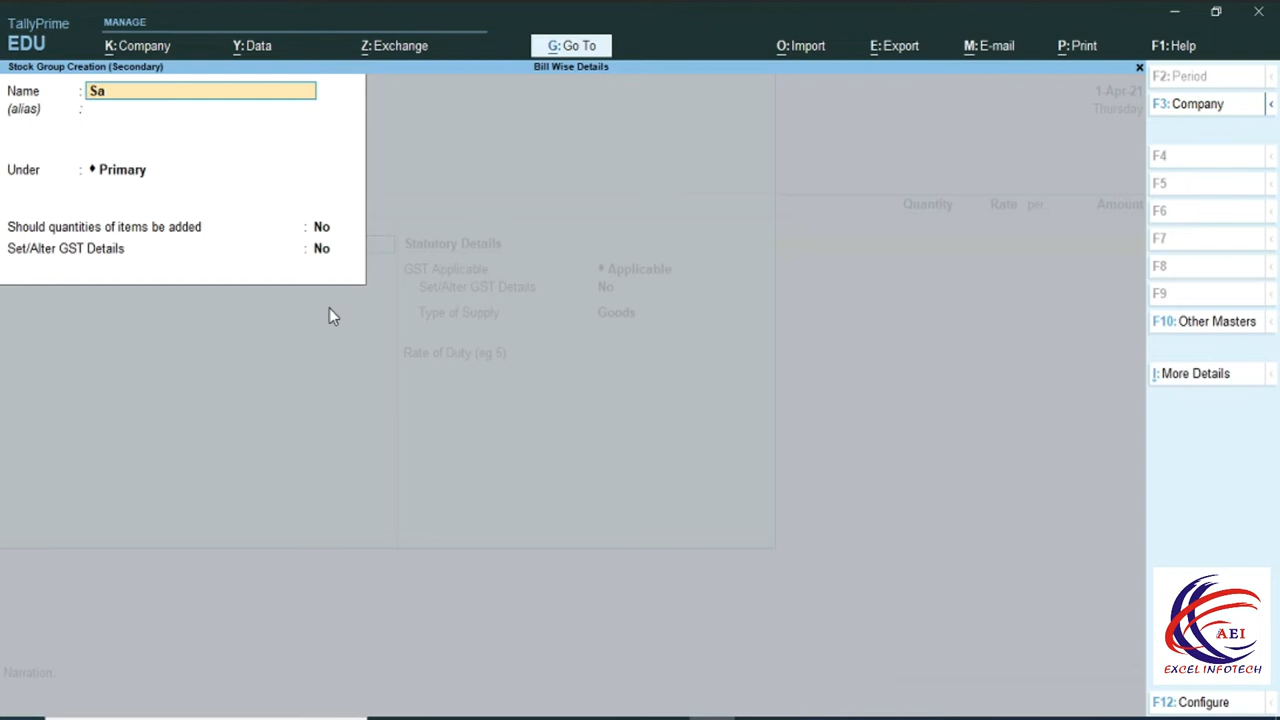 TallyPrime
EDU
MANAGE
K: Company
Y: Data
Z: Exchange
G: Go To
O: Import
E: Export
M: E-mail
P: Print
F1: Help
Stock Group Creation (Secondary)
Bill Wise Details
×
Name : Sa
(alias) :
Under : ♦ Primary
Should quantities of items be added : No
Set/Alter GST Details : No
1-Apr-21
Thursday
Quantity Rate per Amount
Statutory Details
GST Applicable ♦ Applicable
Set/Alter GST Details No
Type of Supply Goods
Rate of Duty (eg 5)
Narration:
F2: Period
F3: Company
F4
F5
F6
F7
F8
F9
F10: Other Masters
I: More Details
AEI
EXCEL INFOTECH
F12: Configure